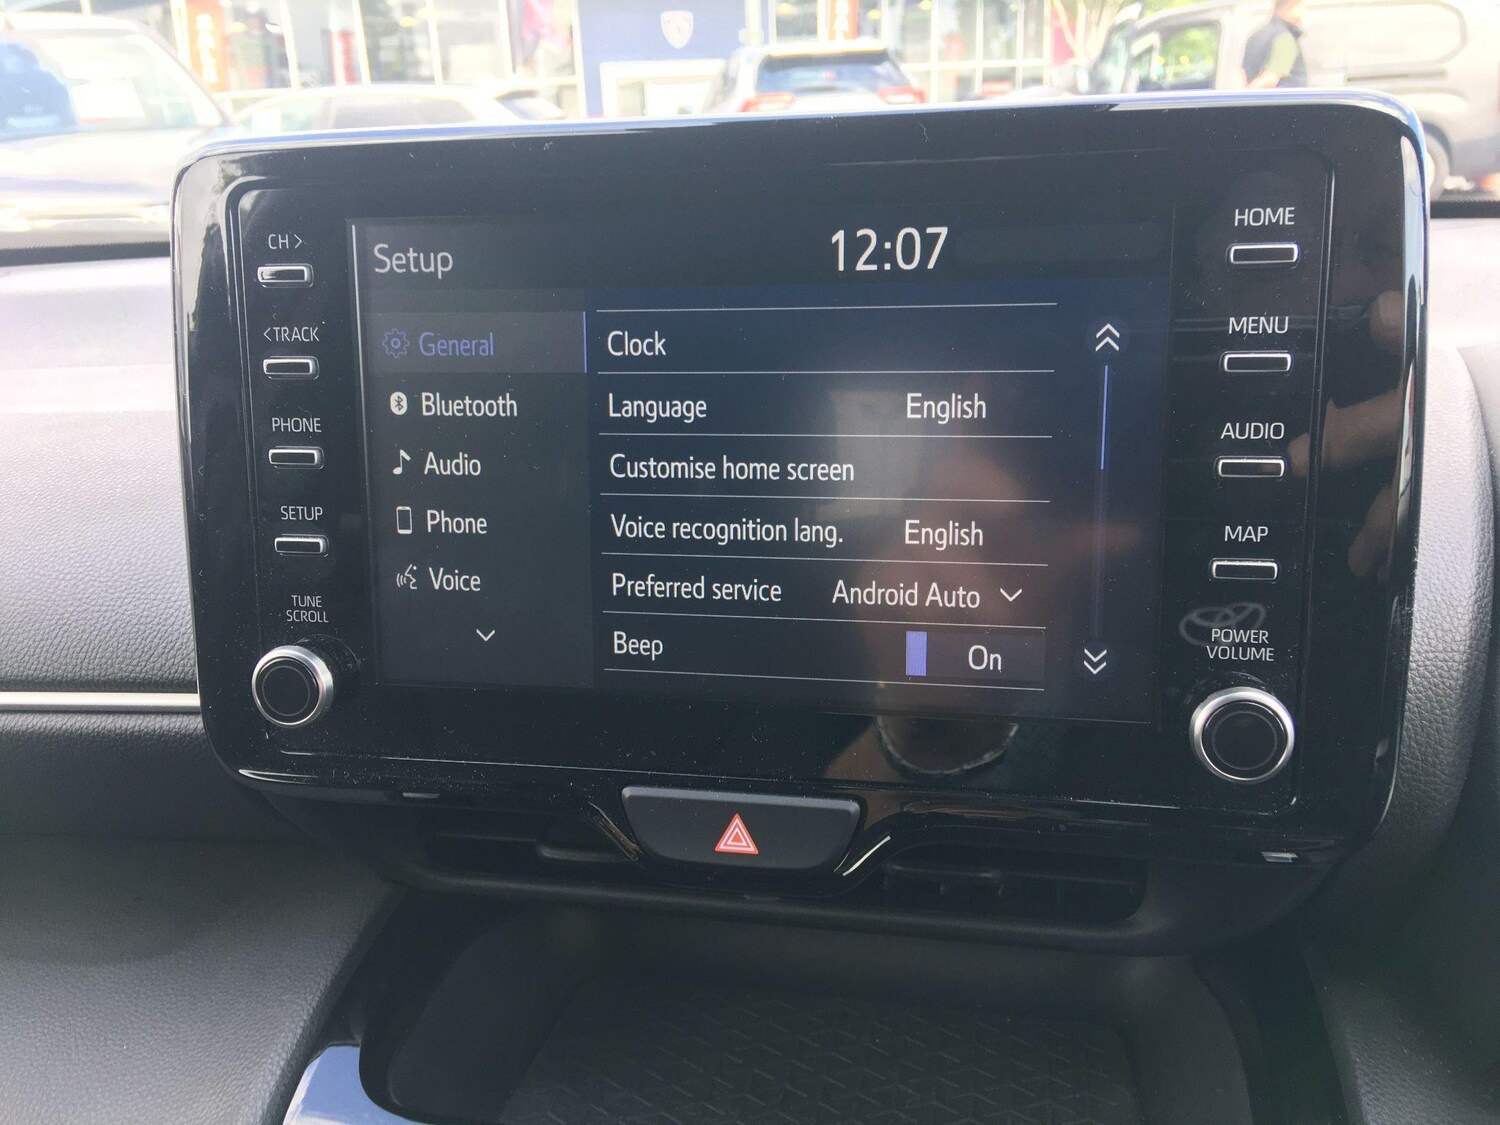 CH >
< TRACK
PHONE
SETUP
TUNE
SCROLL
Setup
12:07
General
Bluetooth
Audio
Phone
Voice
Clock
Language English
Customise home screen
Voice recognition lang. English
Preferred service Android Auto
Beep On
HOME
MENU
AUDIO
MAP
POWER
VOLUME